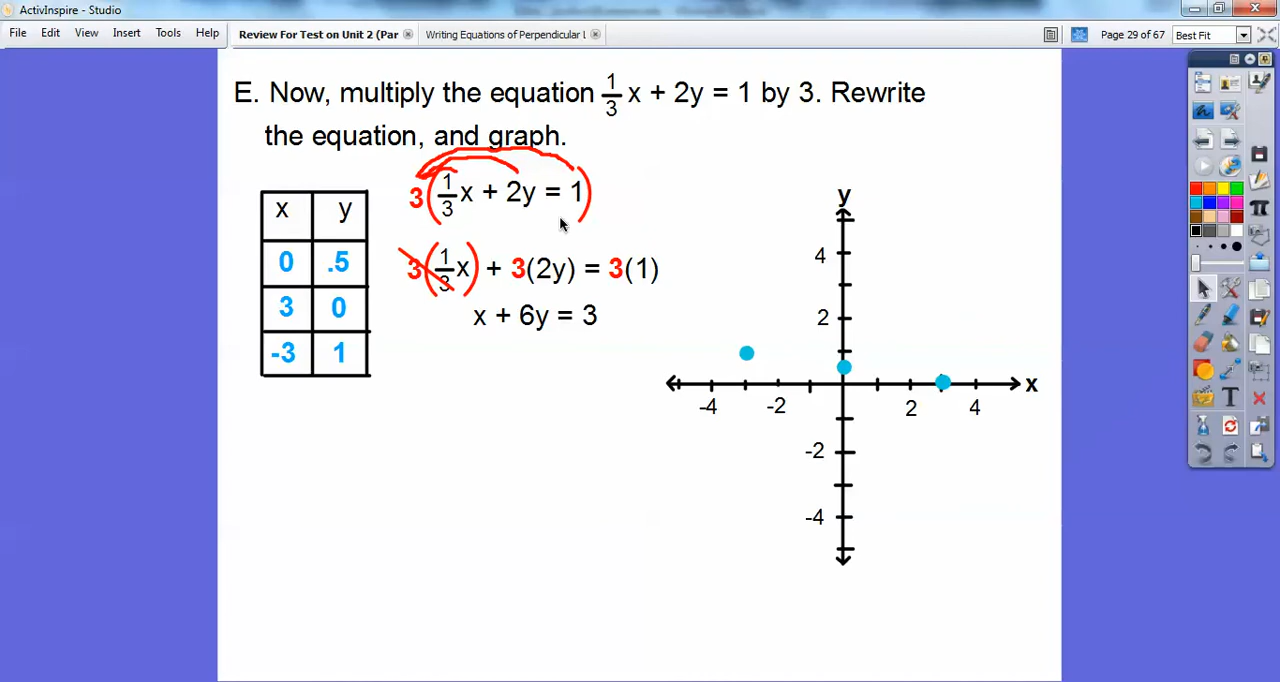 ActivInspire - Studio
File Edit View Insert Tools Help
Review For Test on Unit 2 (Par
Writing Equations of Perpendicular L
Page 29 of 67
Best Fit
E. Now, multiply the equation 1/3 x + 2y = 1 by 3. Rewrite
the equation, and graph.
3(1/3 x + 2y = 1)
3(1/3 x) + 3(2y) = 3(1)
x + 6y = 3
x y
0 .5
3 0
-3 1
y
4
2
-4 -2 2 4 x
-2
-4